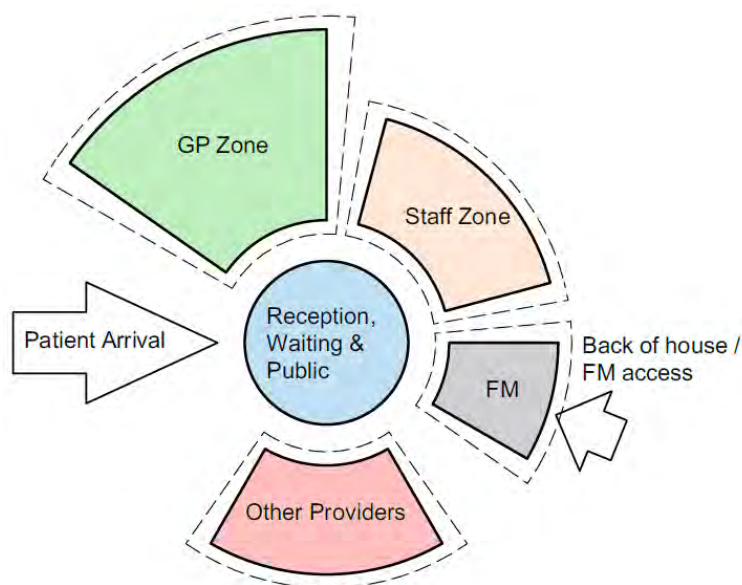 GP Zone
Staff Zone
Patient Arrival
Reception,
Waiting &
Public
Back of house /
FM access
FM
Other Providers